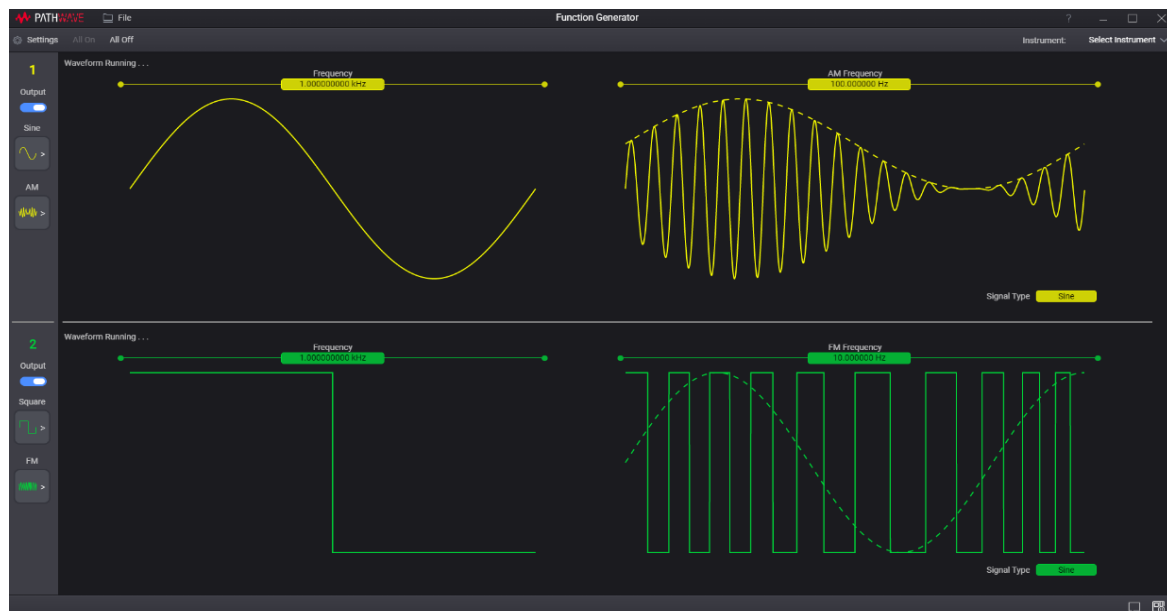 PATHWAVE File Function Generator ?
Settings All On All Off Instrument: Select Instrument
1
Waveform Running . . .
Frequency
1.000000000 kHz
AM Frequency
100.000000 Hz
Output
Sine
>
AM
>
Signal Type Sine
2
Waveform Running . . .
Frequency
1.000000000 kHz
FM Frequency
10.000000 Hz
Output
Square
>
FM
>
Signal Type Sine